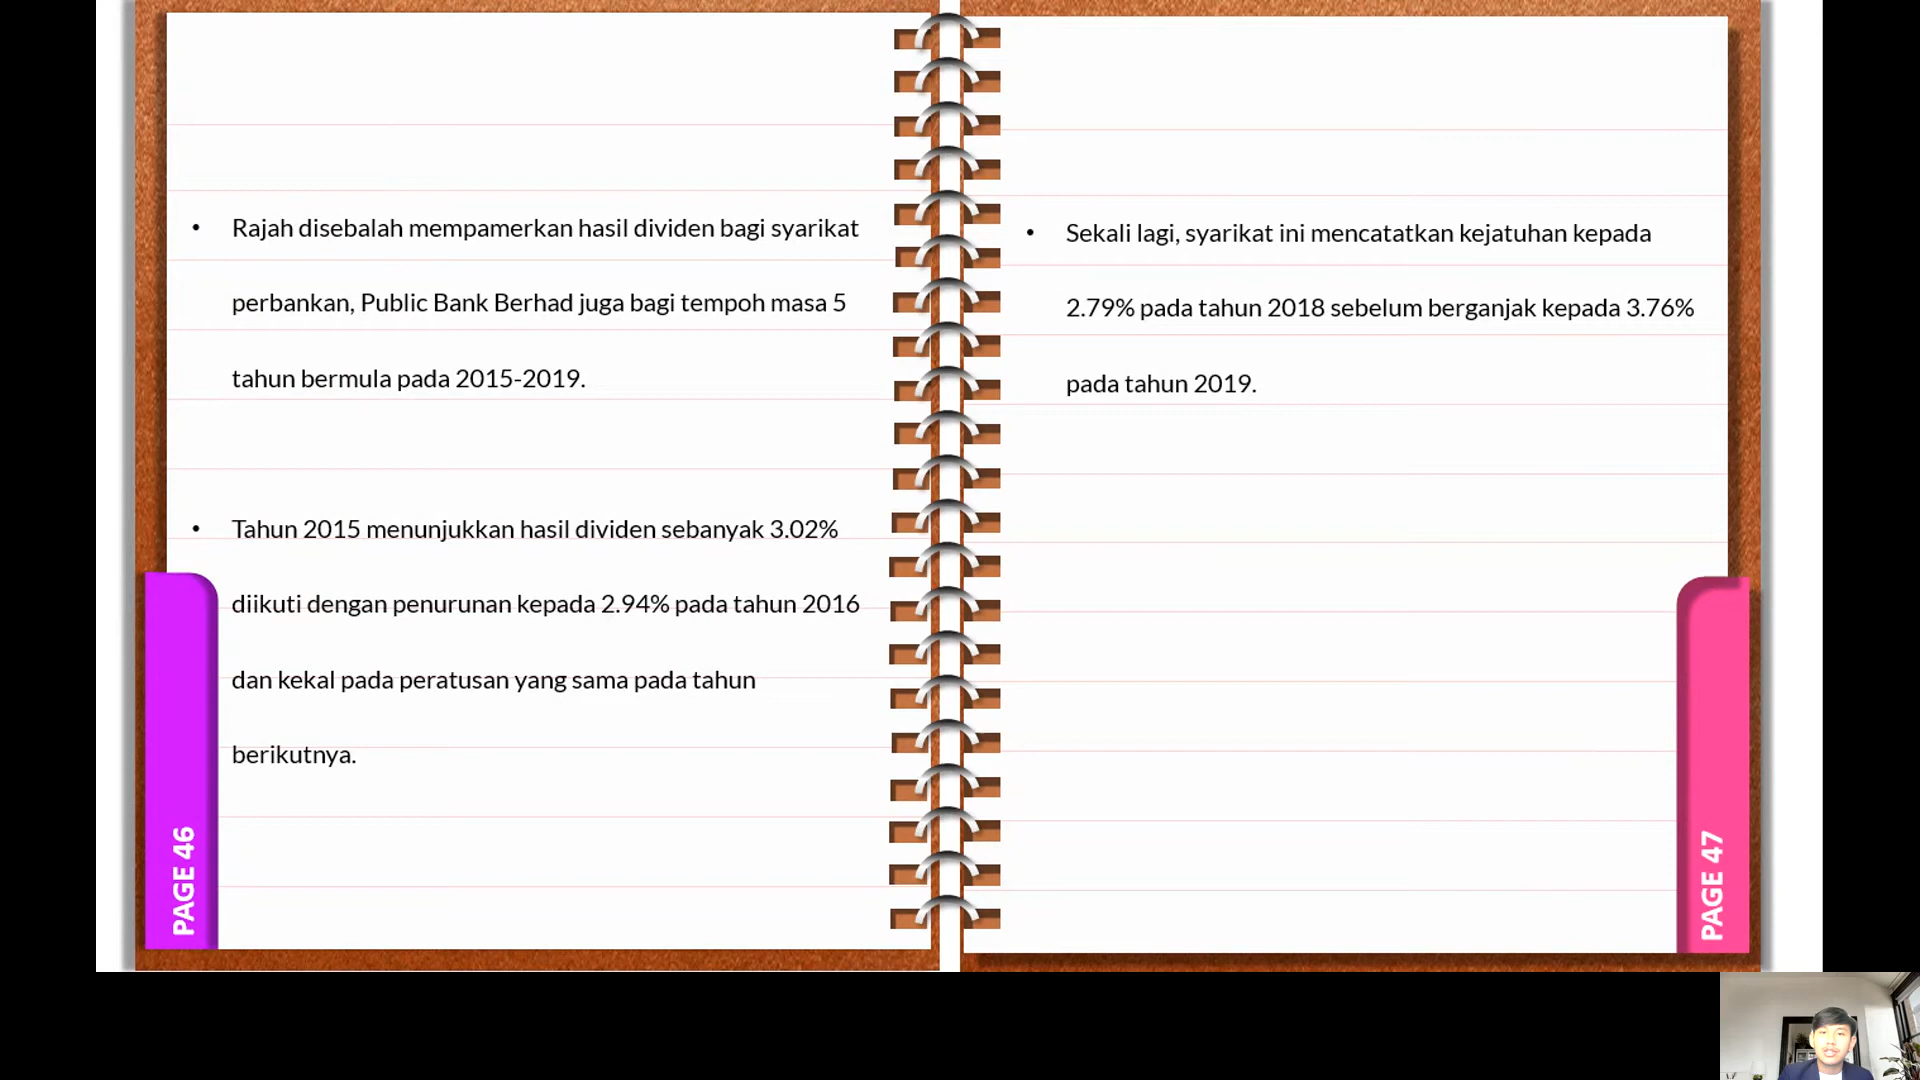 • Rajah disebalah mempamerkan hasil dividen bagi syarikat
perbankan, Public Bank Berhad juga bagi tempoh masa 5
tahun bermula pada 2015-2019.
• Tahun 2015 menunjukkan hasil dividen sebanyak 3.02%
diikuti dengan penurunan kepada 2.94% pada tahun 2016
dan kekal pada peratusan yang sama pada tahun
berikutnya.
PAGE 46
• Sekali lagi, syarikat ini mencatatkan kejatuhan kepada
2.79% pada tahun 2018 sebelum berganjak kepada 3.76%
pada tahun 2019.
PAGE 47